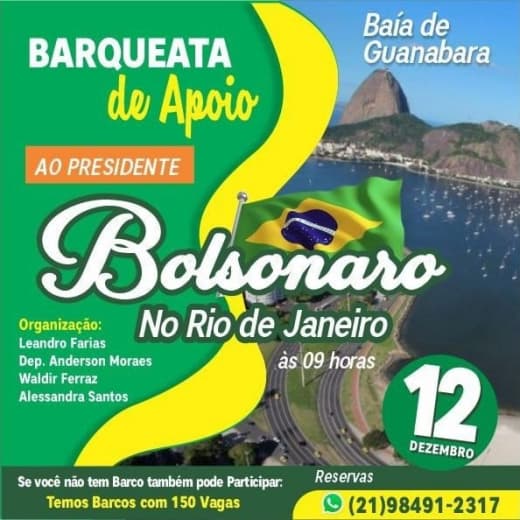 BARQUEATA
de Apoio
AO PRESIDENTE
Baía de
Guanabara
Bolsonaro
No Rio de Janeiro
às 09 horas
Organização:
Leandro Farias
Dep. Anderson Moraes
Waldir Ferraz
Alessandra Santos
12
DEZEMBRO
Se você não tem Barco também pode Participar:
Temos Barcos com 150 Vagas
Reservas
(21)98491-2317